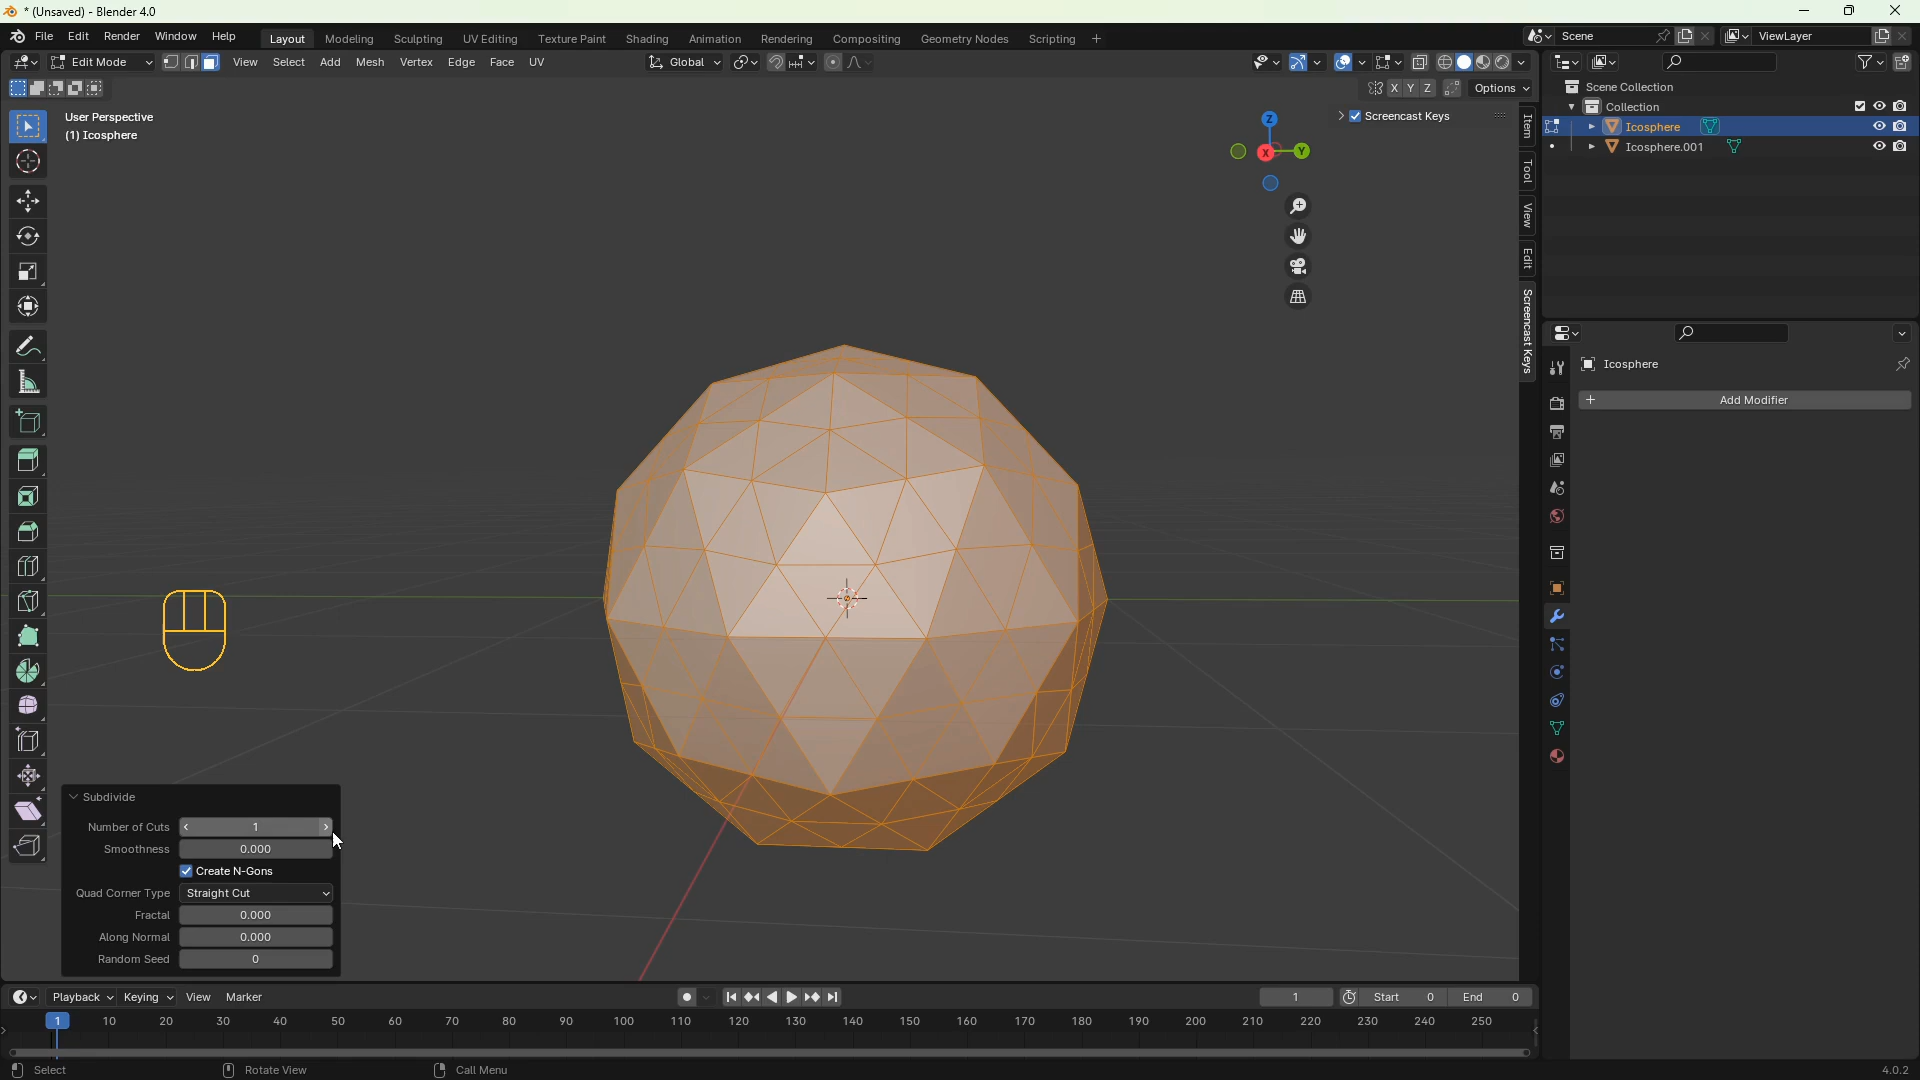 * (Unsaved) - Blender 4.0
File Edit Render Window Help
Layout Modeling Sculpting UV Editing Texture Paint Shading Animation Rendering Compositing Geometry Nodes Scripting +
Scene
ViewLayer
Edit Mode View Select Add Mesh Vertex Edge Face UV
Global
X Y Z Options
User Perspective
(1) Icosphere
Screencast Keys
Z
Y
X
Item
Tool
View
Edit
Screencast Keys
Scene Collection
Collection
Icosphere
Icosphere.001
Icosphere
+ Add Modifier
Subdivide
Number of Cuts 1
Smoothness 0.000
Create N-Gons
Quad Corner Type Straight Cut
Fractal 0.000
Along Normal 0.000
Random Seed 0
Playback Keying View Marker
1 Start 0 End 0
1 10 20 30 40 50 60 70 80 90 100 110 120 130 140 150 160 170 180 190 200 210 220 230 240 250
Select Rotate View Call Menu
4.0.2